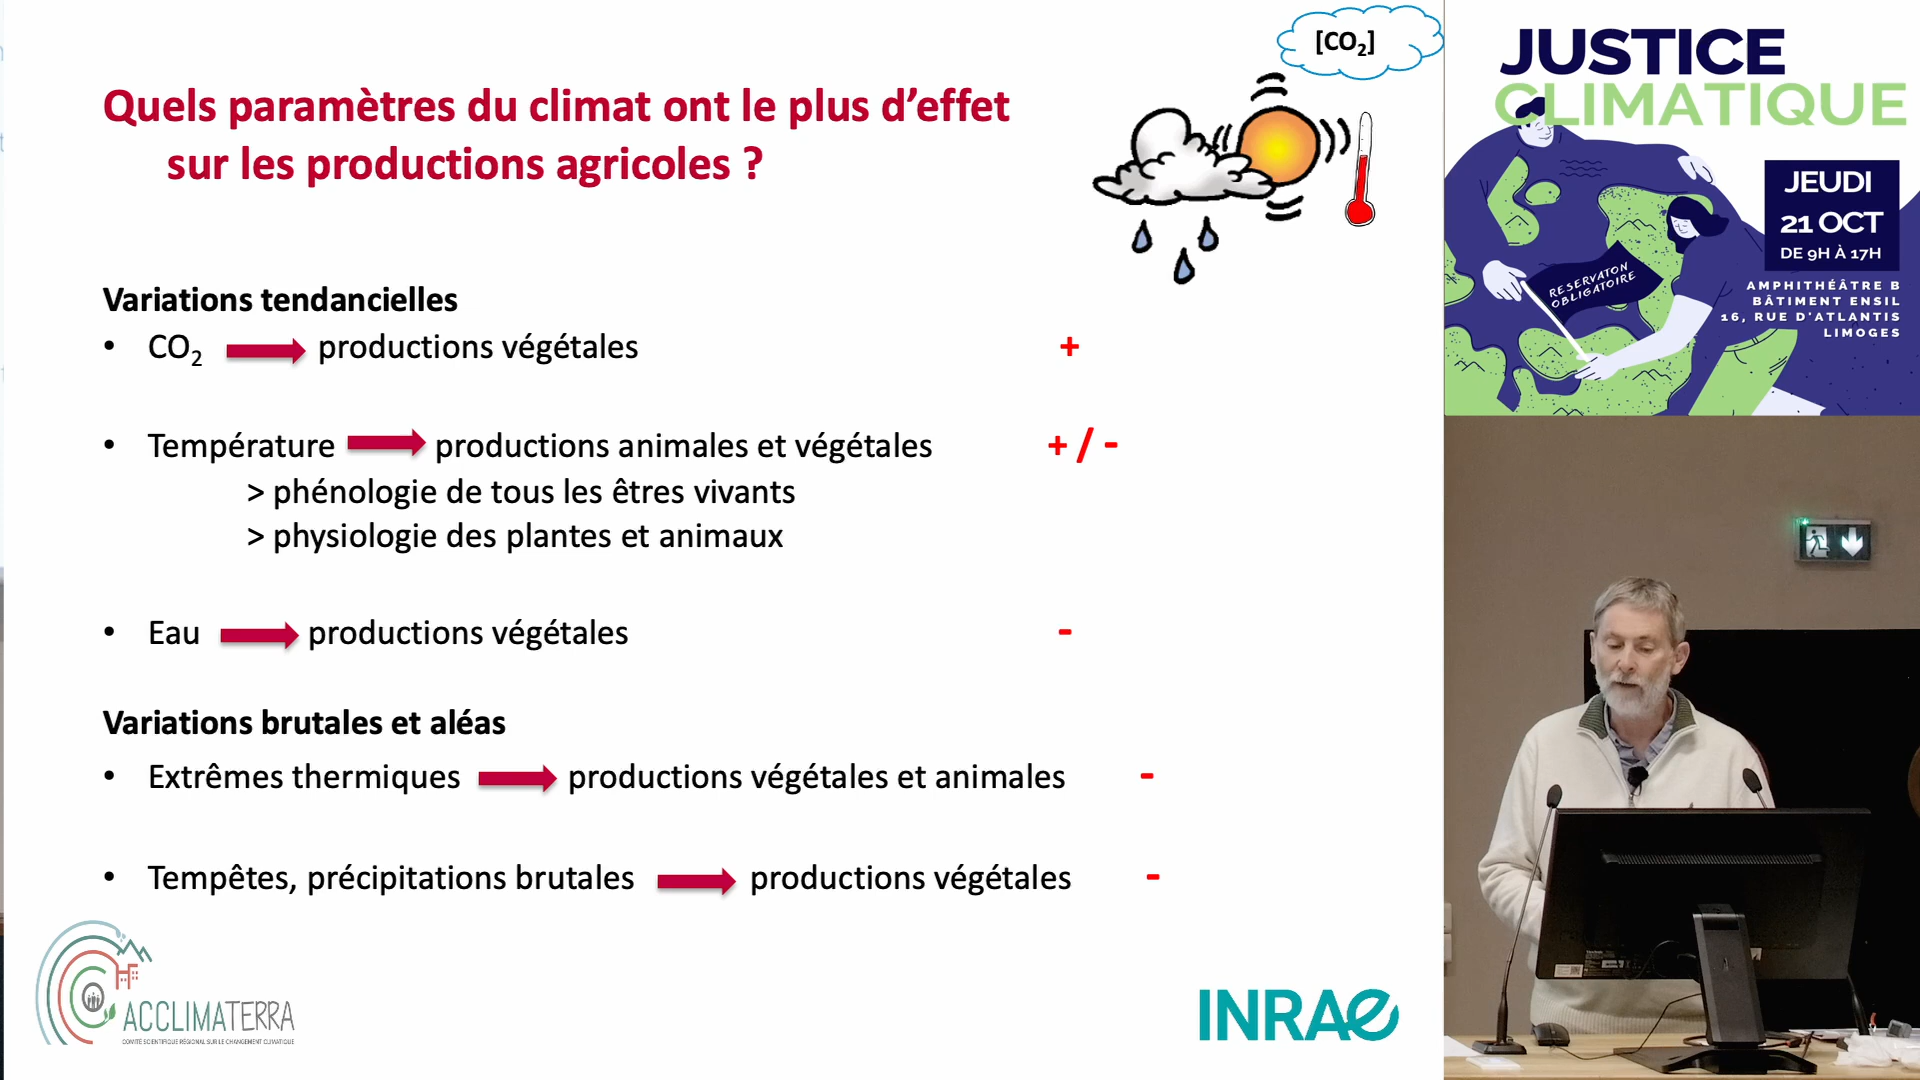 [CO₂]
Quels paramètres du climat ont le plus d’effet
sur les productions agricoles ?
Variations tendancielles
• CO₂ productions végétales +
• Température productions animales et végétales + / -
> phénologie de tous les êtres vivants
> physiologie des plantes et animaux
• Eau productions végétales -
Variations brutales et aléas
• Extrêmes thermiques productions végétales et animales -
• Tempêtes, précipitations brutales productions végétales -
ACCLIMATERRA
COMITÉ SCIENTIFIQUE RÉGIONAL SUR LE CHANGEMENT CLIMATIQUE
INRAE
JUSTICE
CLIMATIQUE
JEUDI
21 OCT
DE 9H À 17H
RESERVATON
OBLIGATOIRE
AMPHITHÉÂTRE B
BÂTIMENT ENSIL
16, RUE D'ATLANTIS
LIMOGES